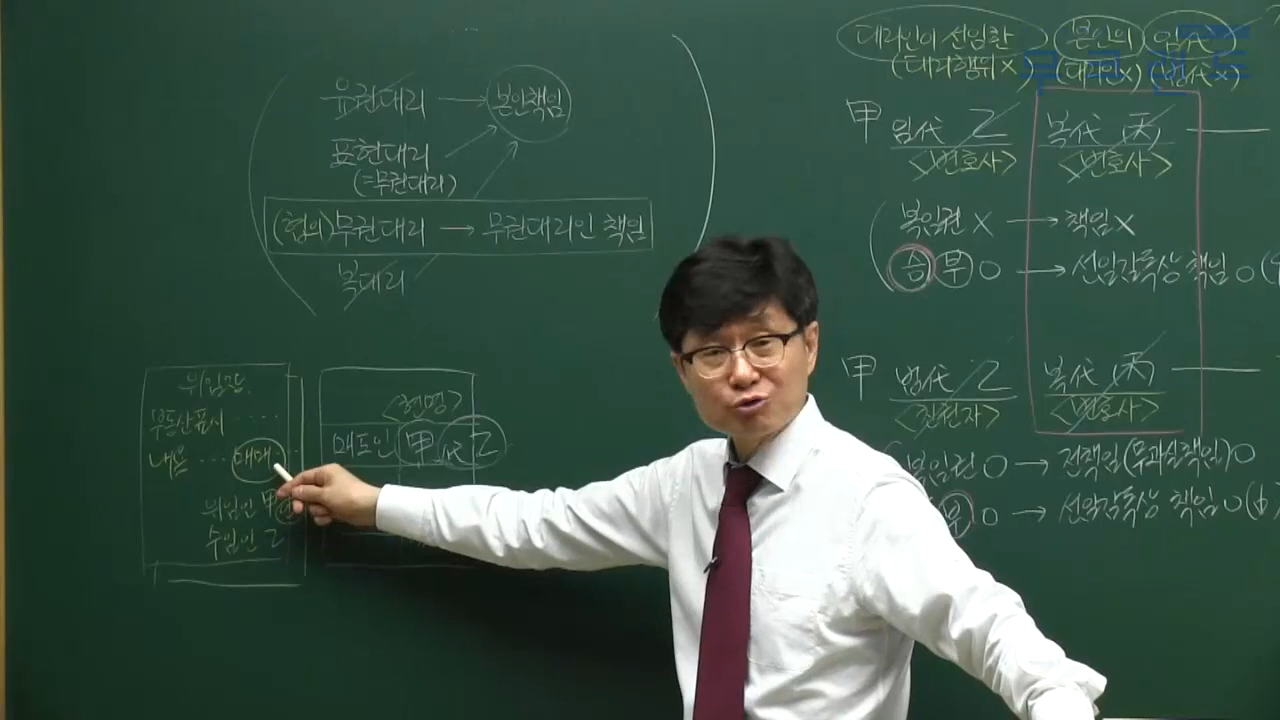 유권대리 → 본인책임
표현대리
(=무권대리)
(협의)무권대리 → 무권대리인 책임
복대리
위임장
부동산표시 ....
내용 ... 매매
위임인 甲
수임인 乙
<현명>
매도인 甲 代 乙
대리인이 선임한 본인의 임代
(대리행위x) (대리인x) (법代x)
甲 임代 乙 복代 丙
<변호사> <변호사>
복임권 X → 책임X
승 부 O → 선임감독상 책임 O
甲 법代 乙 복代 丙
<친권자> <변호사>
복임권 O → 전책임(무과실책임)O
부 O → 선임감독상 책임 O